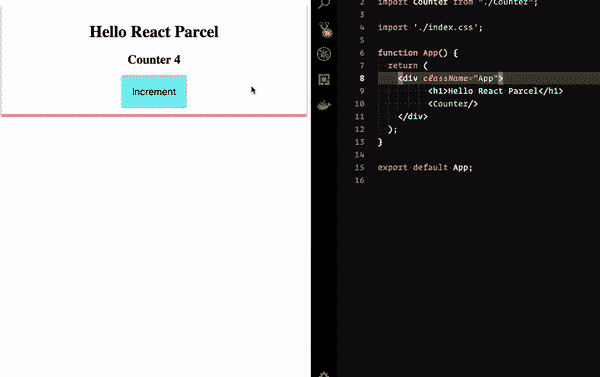 Hello React Parcel
Counter 4
Increment
2 import Counter from "./Counter";
3
4 import './index.css';
5
6 function App() {
7 return (
8 <div className="App">
9 <h1>Hello React Parcel</h1>
10 <Counter/>
11 </div>
12 );
13 }
14
15 export default App;
16